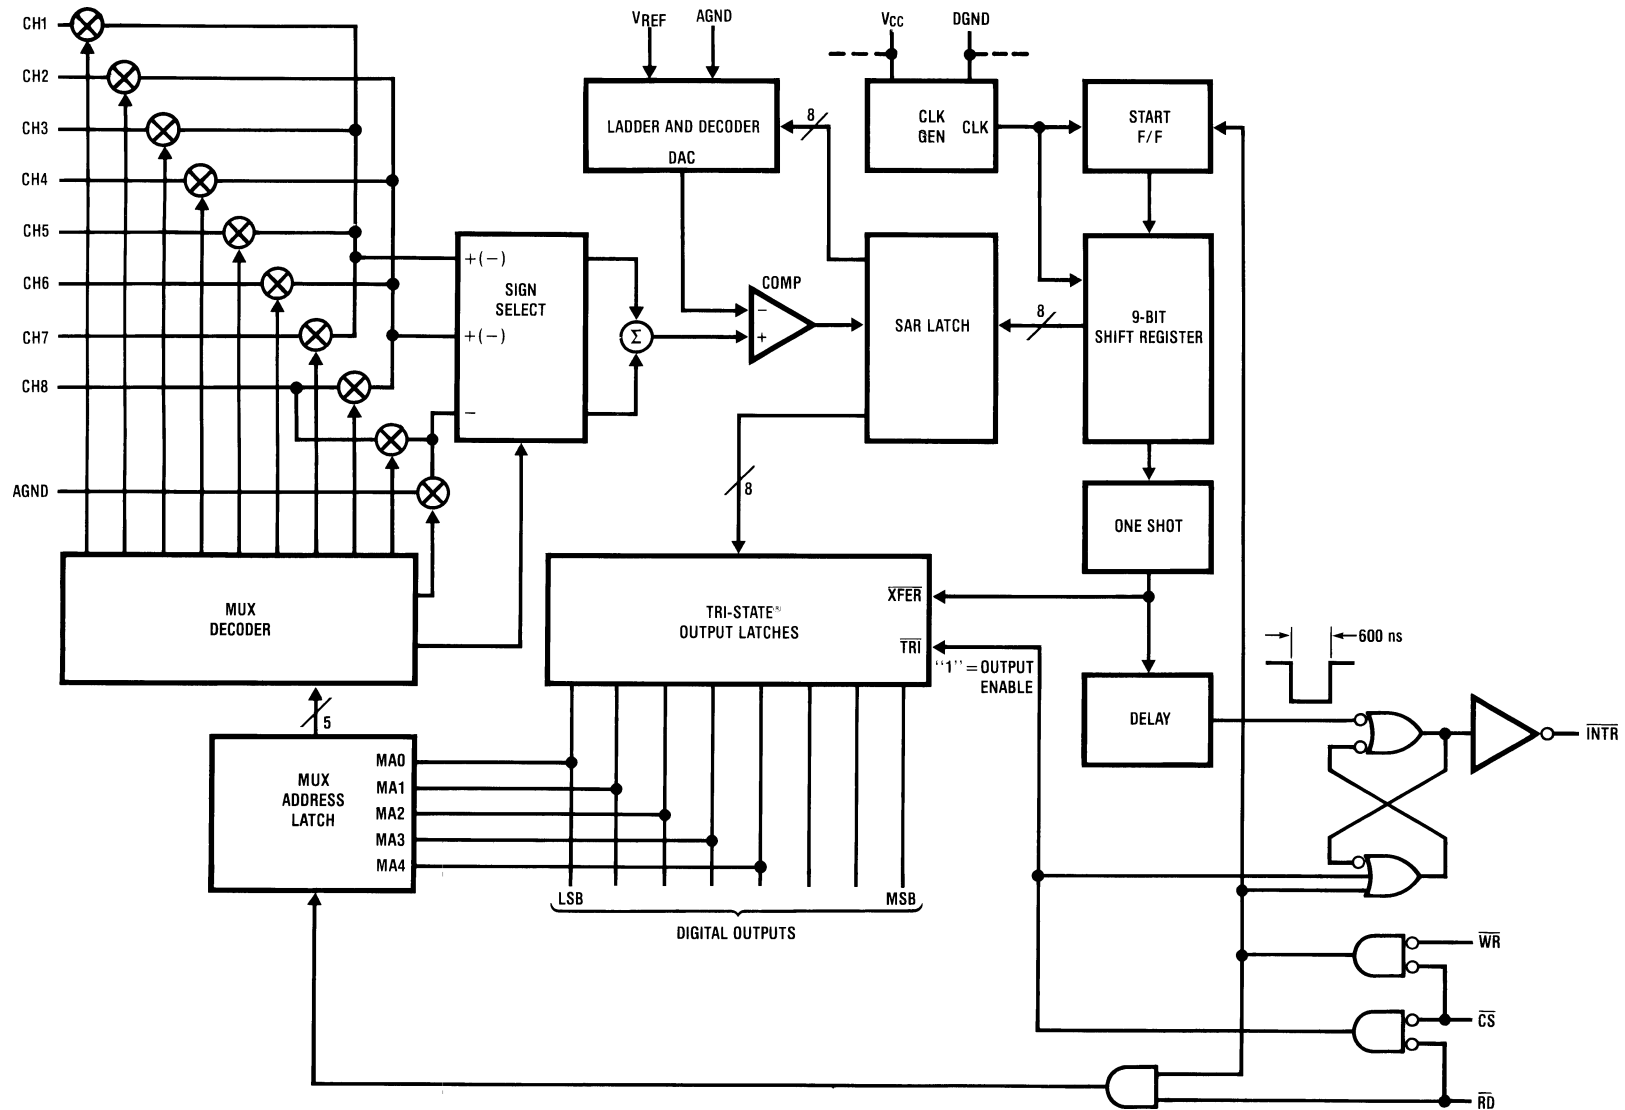 CH1
CH2
CH3
CH4
CH5
CH6
CH7
CH8
AGND
VREF
AGND
LADDER AND DECODER
DAC
8
VCC
DGND
CLK
GEN
CLK
START
F/F
+(−)
SIGN
SELECT
+(−)
−
Σ
COMP
−
+
SAR LATCH
8
9-BIT
SHIFT REGISTER
8
ONE SHOT
MUX
DECODER
TRI-STATE®
OUTPUT LATCHES
XFER
TRI
"1" = OUTPUT
ENABLE
DELAY
600 ns
INTR
5
MUX
ADDRESS
LATCH
MA0
MA1
MA2
MA3
MA4
LSB
MSB
DIGITAL OUTPUTS
WR
CS
RD